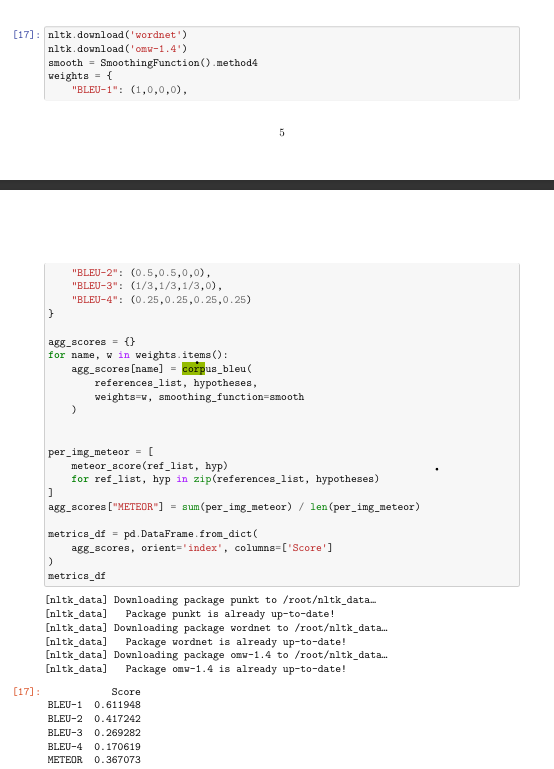 [17]: nltk.download('wordnet')
nltk.download('omw-1.4')
smooth = SmoothingFunction().method4
weights = {
    "BLEU-1": (1,0,0,0),
5
    "BLEU-2": (0.5,0.5,0,0),
    "BLEU-3": (1/3,1/3,1/3,0),
    "BLEU-4": (0.25,0.25,0.25,0.25)
}
agg_scores = {}
for name, w in weights.items():
    agg_scores[name] = corpus_bleu(
        references_list, hypotheses,
        weights=w, smoothing_function=smooth
    )
per_img_meteor = [
    meteor_score(ref_list, hyp)
    for ref_list, hyp in zip(references_list, hypotheses)
]
agg_scores["METEOR"] = sum(per_img_meteor) / len(per_img_meteor)
metrics_df = pd.DataFrame.from_dict(
    agg_scores, orient='index', columns=['Score']
)
metrics_df
[nltk_data] Downloading package punkt to /root/nltk_data…
[nltk_data]   Package punkt is already up-to-date!
[nltk_data] Downloading package wordnet to /root/nltk_data…
[nltk_data]   Package wordnet is already up-to-date!
[nltk_data] Downloading package omw-1.4 to /root/nltk_data…
[nltk_data]   Package omw-1.4 is already up-to-date!
[17]:            Score
BLEU-1  0.611948
BLEU-2  0.417242
BLEU-3  0.269282
BLEU-4  0.170619
METEOR  0.367073